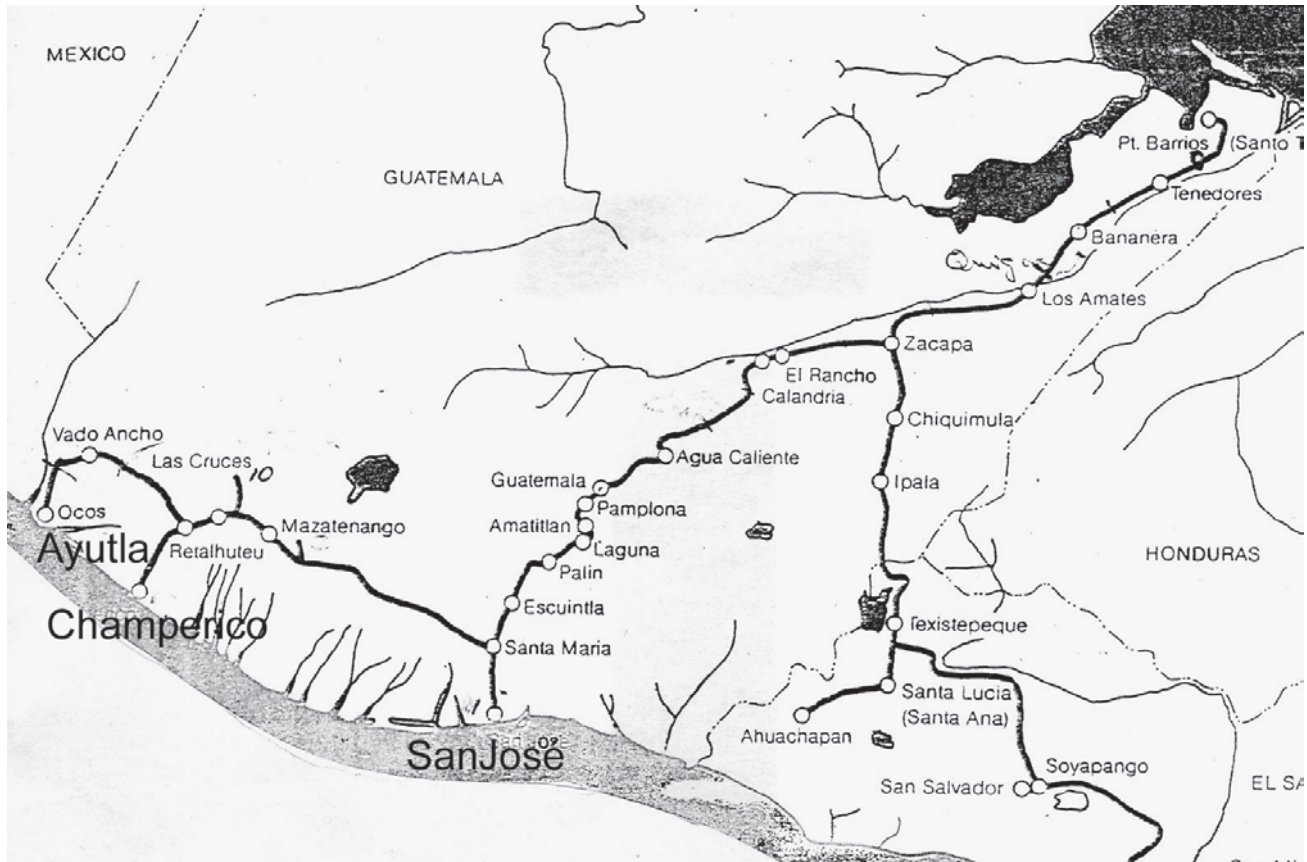 MEXICO
GUATEMALA
Pt. Barrios (Santo T
Tenedores
Bananera
Los Amates
Zacapa
El Rancho
Calandria
Chiquimula
Vado Ancho
Las Cruces
10
Agua Caliente
Guatemala
Ipala
Pamplona
Ocos
Mazatenango
Amatitlan
Ayutla
Retalhuteu
Laguna
HONDURAS
Palin
Escuintla
Champerico
Texistepeque
Santa Maria
Santa Lucia
(Santa Ana)
Ahuachapan
SanJosé
Soyapango
San Salvador
EL SA